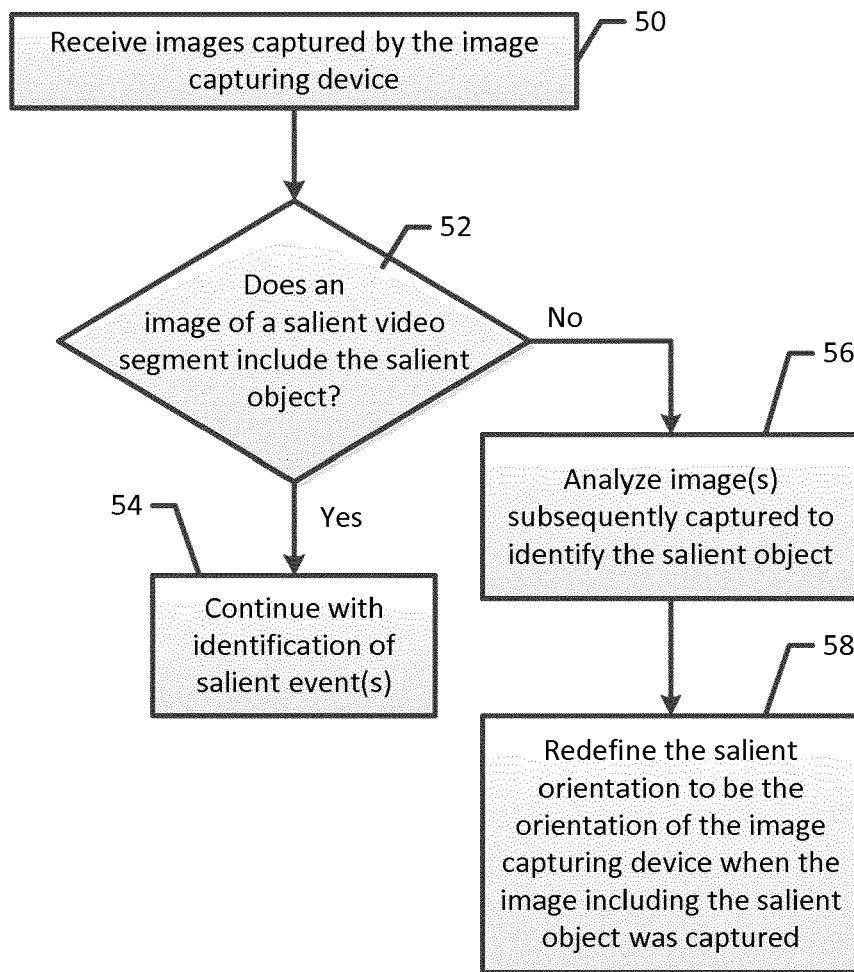 50
Receive images captured by the image
capturing device
52
Does an
image of a salient video
segment include the salient
object?
No
Yes
54
Continue with
identification of
salient event(s)
56
Analyze image(s)
subsequently captured to
identify the salient object
58
Redefine the salient
orientation to be the
orientation of the image
capturing device when the
image including the salient
object was captured